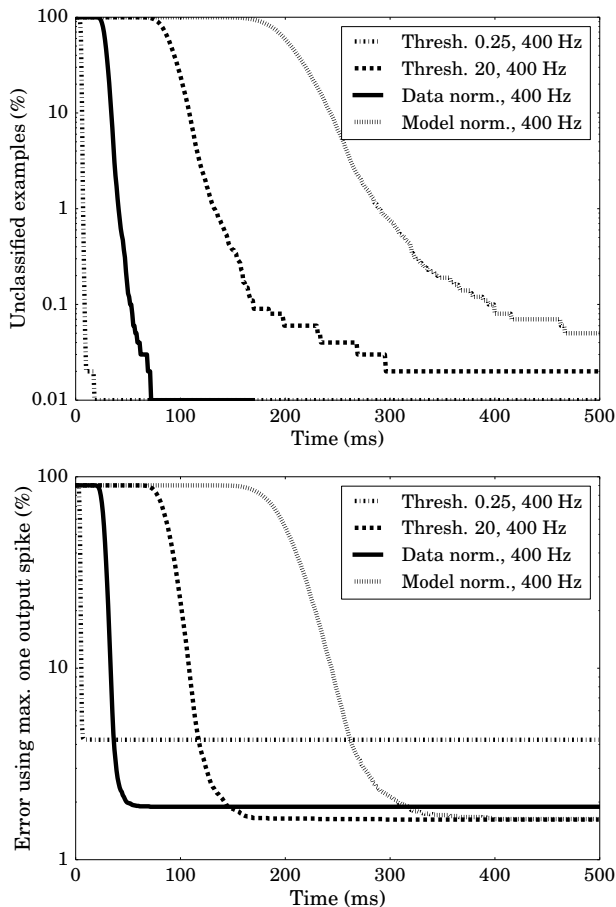 Unclassified examples (%)
100
10
1
0.1
0.01
Thresh. 0.25, 400 Hz
Thresh. 20, 400 Hz
Data norm., 400 Hz
Model norm., 400 Hz
0 100 200 300 400 500
Time (ms)
Error using max. one output spike (%)
100
10
1
Thresh. 0.25, 400 Hz
Thresh. 20, 400 Hz
Data norm., 400 Hz
Model norm., 400 Hz
0 100 200 300 400 500
Time (ms)